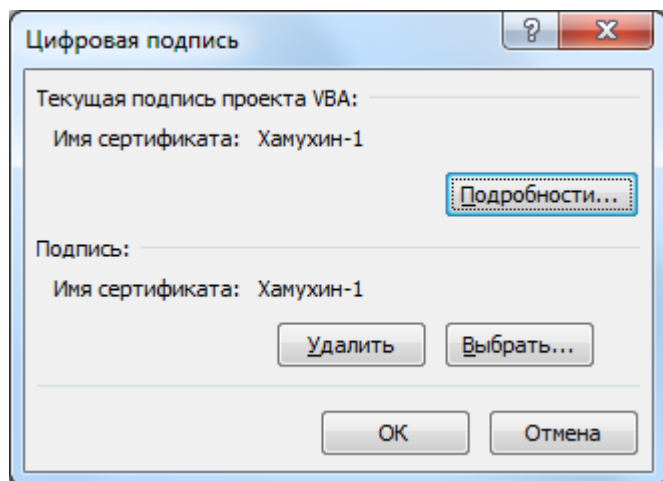 Цифровая подпись
Текущая подпись проекта VBA:
Имя сертификата: Хамухин-1
Подробности...
Подпись:
Имя сертификата: Хамухин-1
Удалить Выбрать...
ОК Отмена